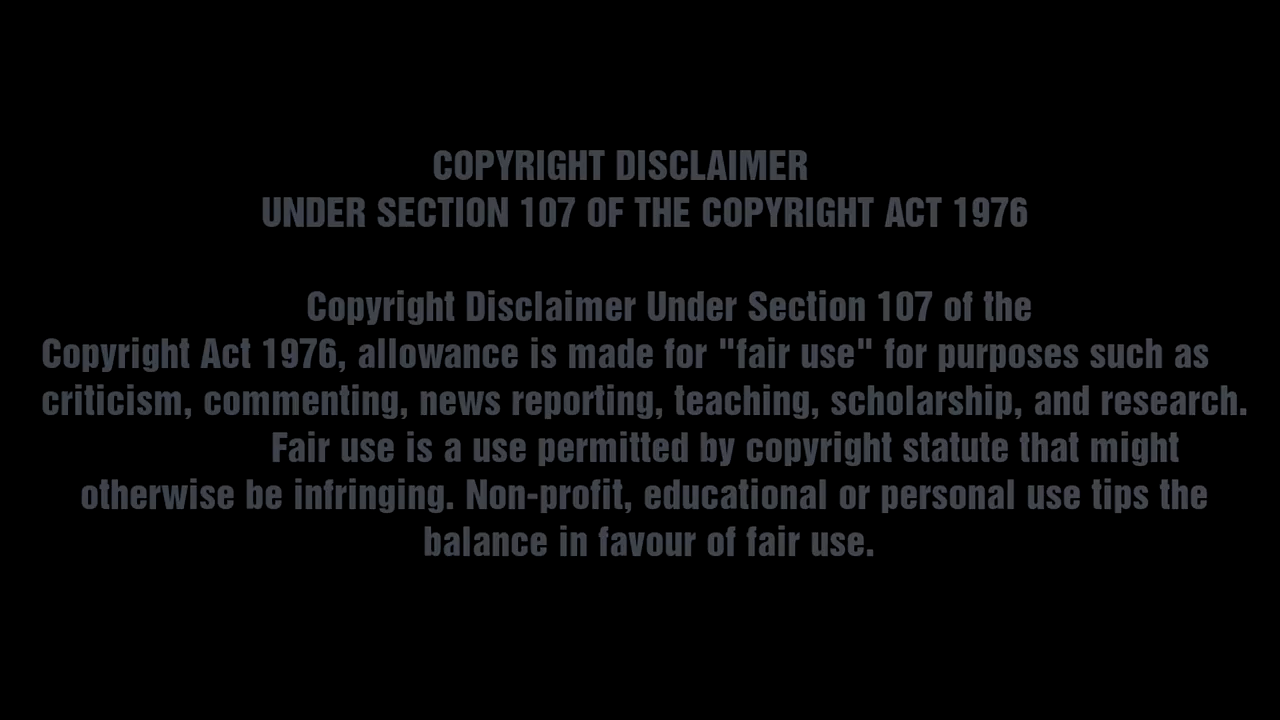 COPYRIGHT DISCLAIMER
UNDER SECTION 107 OF THE COPYRIGHT ACT 1976
Copyright Disclaimer Under Section 107 of the
Copyright Act 1976, allowance is made for "fair use" for purposes such as
criticism, commenting, news reporting, teaching, scholarship, and research.
Fair use is a use permitted by copyright statute that might
otherwise be infringing. Non-profit, educational or personal use tips the
balance in favour of fair use.